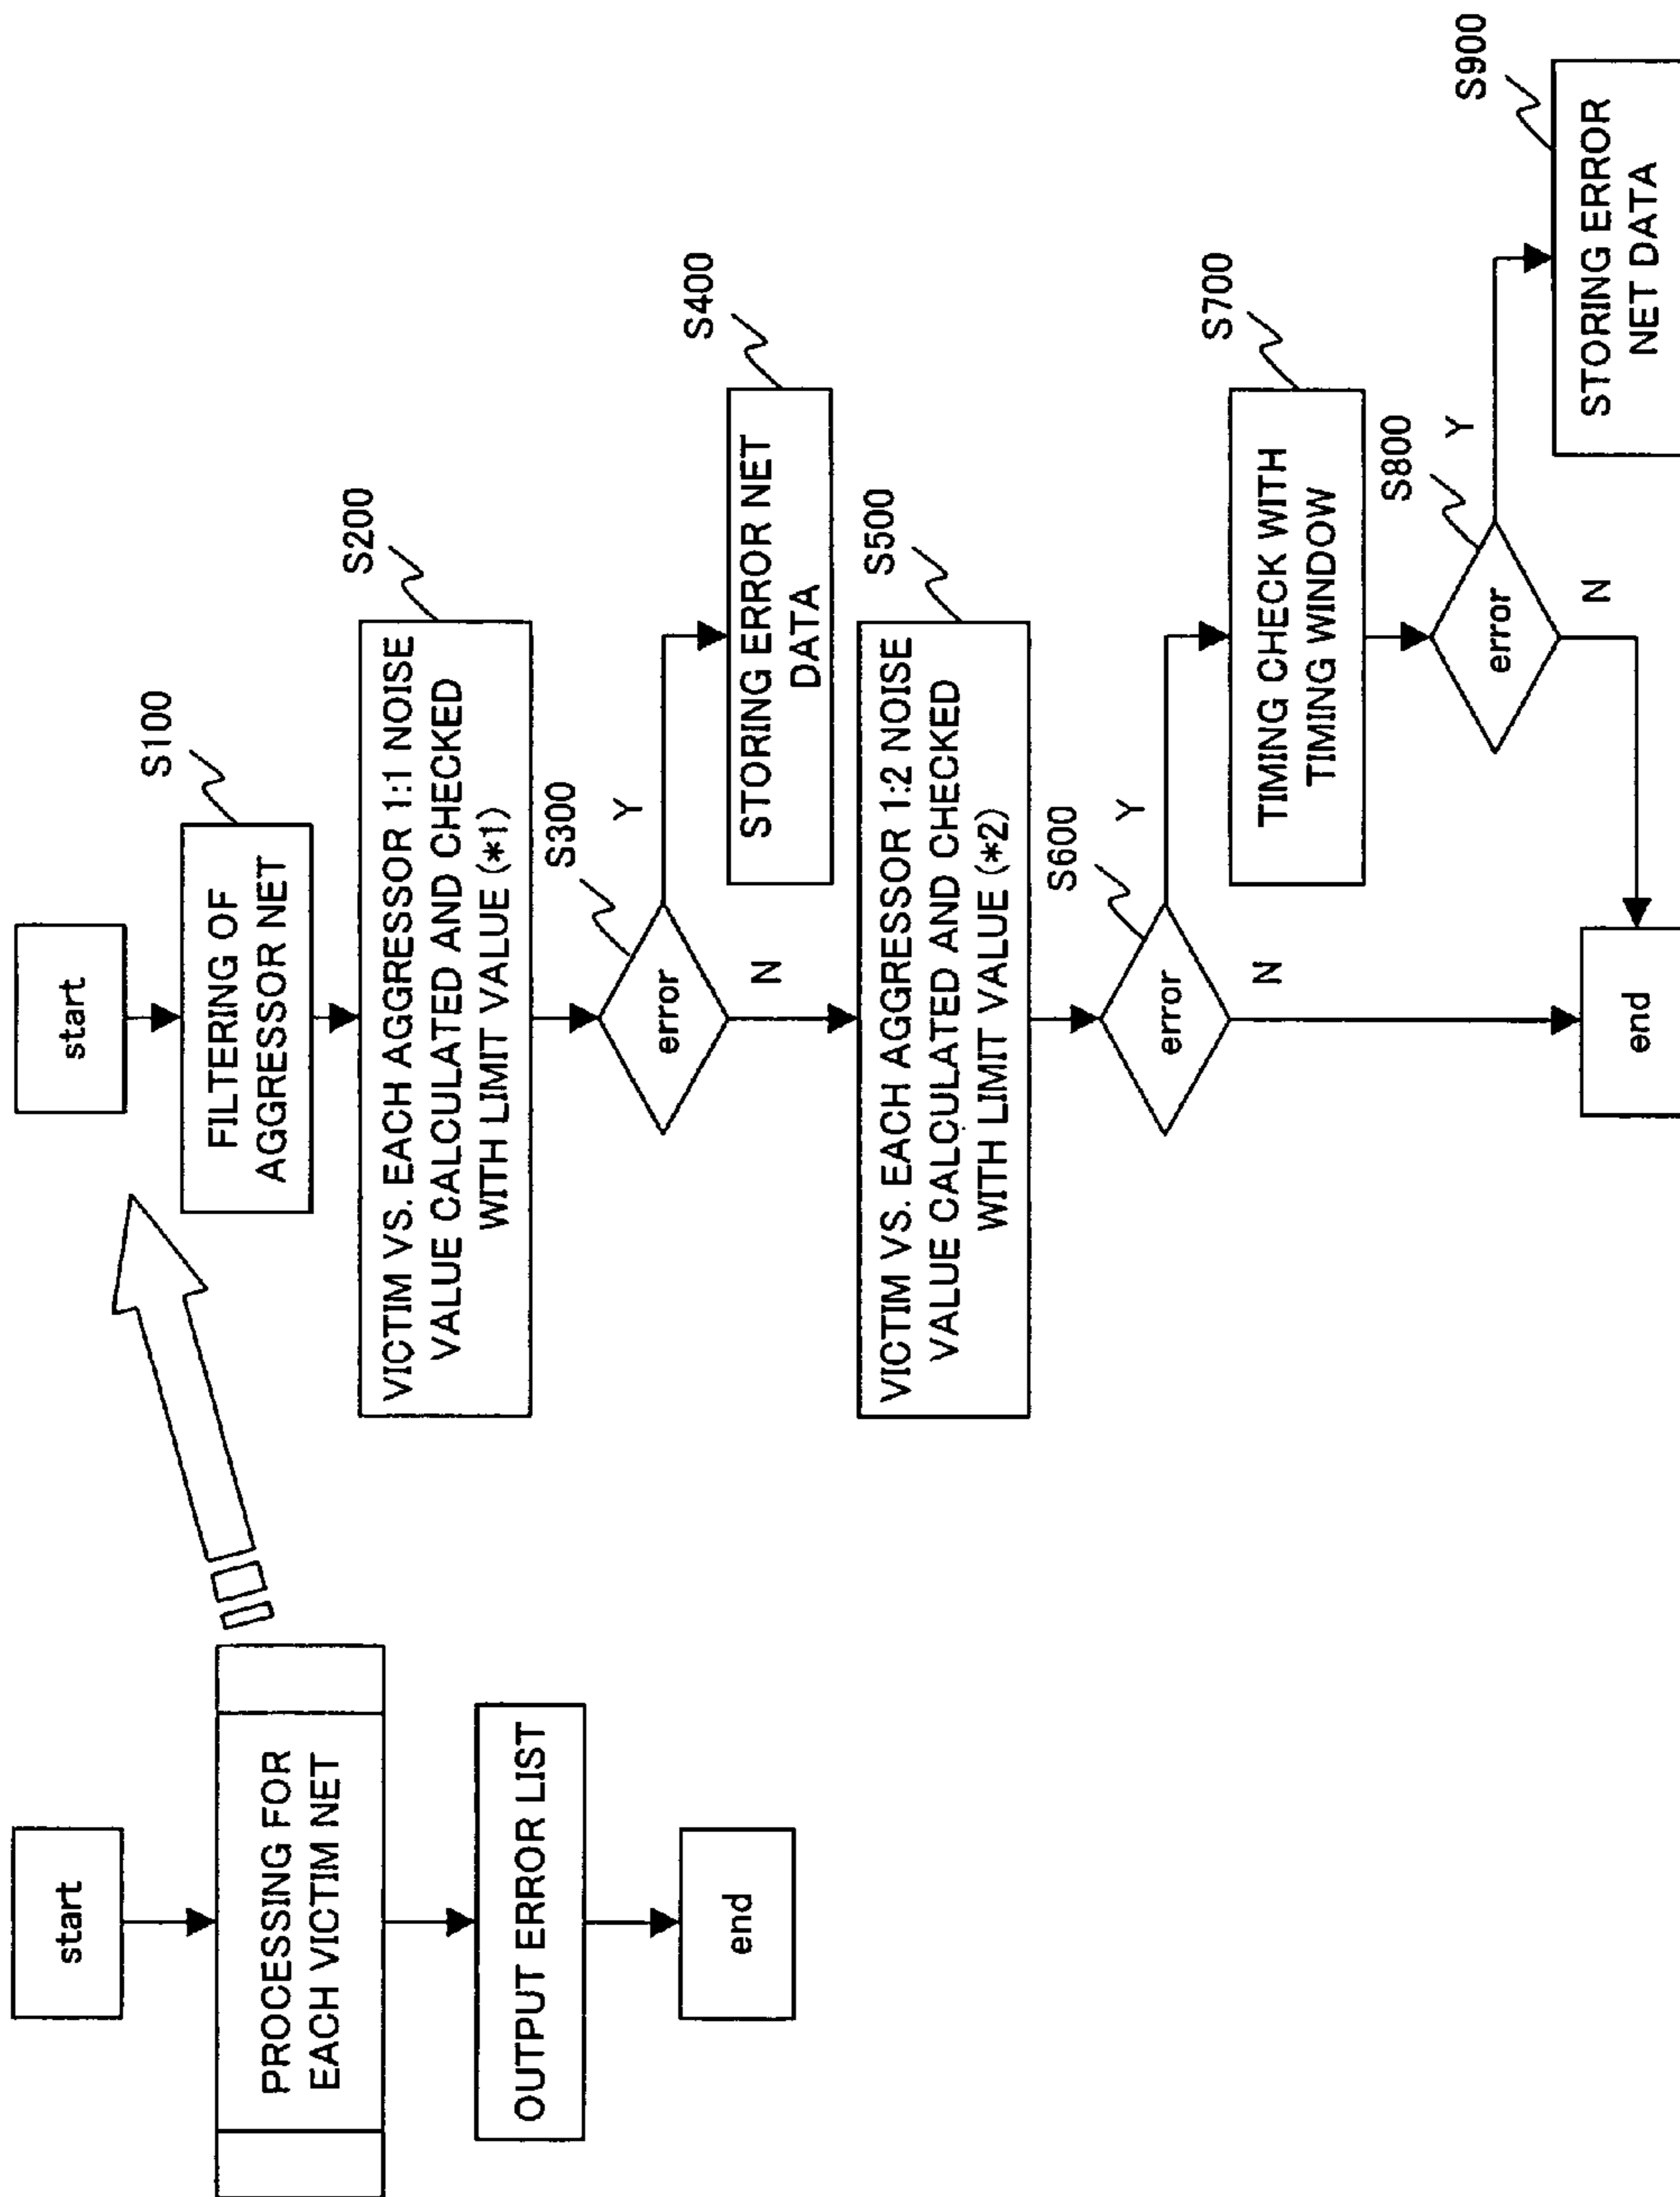 start
PROCESSING FOR
EACH VICTIM NET
OUTPUT ERROR LIST
end
start
S100
FILTERING OF
AGGRESSOR NET
S200
VICTIM VS. EACH AGGRESSOR 1:1 NOISE
VALUE CALCULATED AND CHECKED
WITH LIMIT VALUE (*1)
S300
error
Y
N
S400
STORING ERROR NET
DATA
S500
VICTIM VS. EACH AGGRESSOR 1:2 NOISE
VALUE CALCULATED AND CHECKED
WITH LIMIT VALUE (*2)
S600
error
Y
N
S700
TIMING CHECK WITH
TIMING WINDOW
S800
error
Y
N
S900
STORING ERROR
NET DATA
end